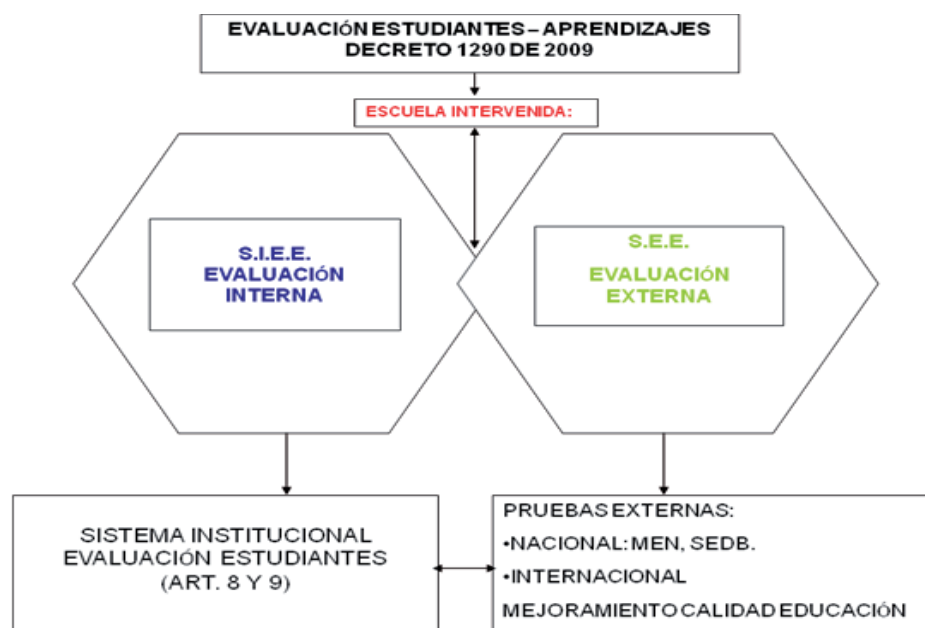 EVALUACIÓN ESTUDIANTES – APRENDIZAJES
DECRETO 1290 DE 2009
ESCUELA INTERVENIDA:
S.I.E.E.
EVALUACIÓN
INTERNA
S.E.E.
EVALUACIÓN
EXTERNA
SISTEMA INSTITUCIONAL
EVALUACIÓN ESTUDIANTES
(ART. 8 Y 9)
PRUEBAS EXTERNAS:
•NACIONAL: MEN, SEDB.
•INTERNACIONAL
MEJORAMIENTO CALIDAD EDUCACIÓN